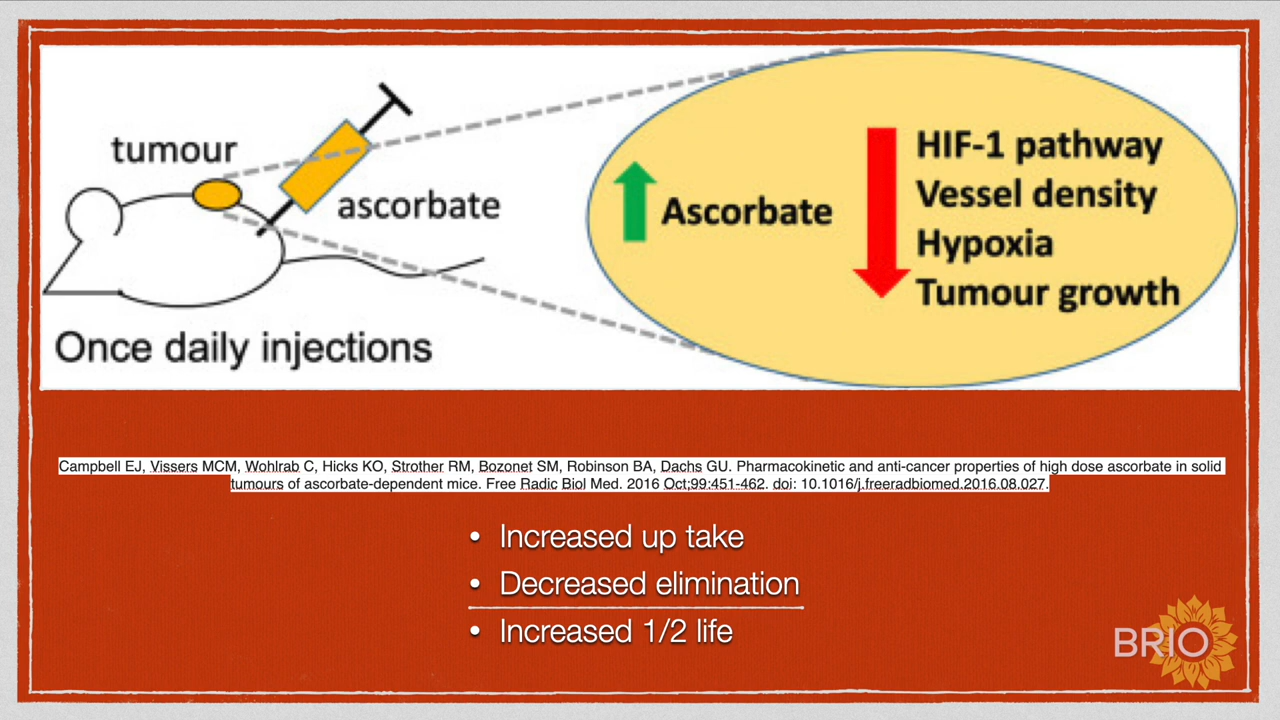 tumour
ascorbate
Once daily injections
Ascorbate
HIF-1 pathway
Vessel density
Hypoxia
Tumour growth
Campbell EJ, Vissers MCM, Wohlrab C, Hicks KO, Strother RM, Bozonet SM, Robinson BA, Dachs GU. Pharmacokinetic and anti-cancer properties of high dose ascorbate in solid
tumours of ascorbate-dependent mice. Free Radic Biol Med. 2016 Oct;99:451-462. doi: 10.1016/j.freeradbiomed.2016.08.027.
• Increased up take
• Decreased elimination
• Increased 1/2 life
BRIO